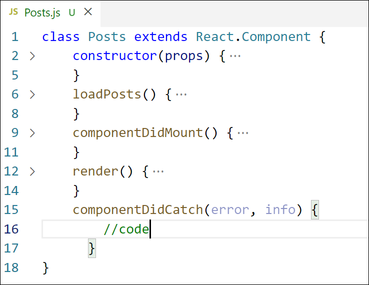 JS Posts.js U ×
1 class Posts extends React.Component {
2 constructor(props) {···
5 }
6 loadPosts() {···
8 }
9 componentDidMount() {···
11 }
12 render() {···
14 }
15 componentDidCatch(error, info) {
16 //code
17 }
18 }